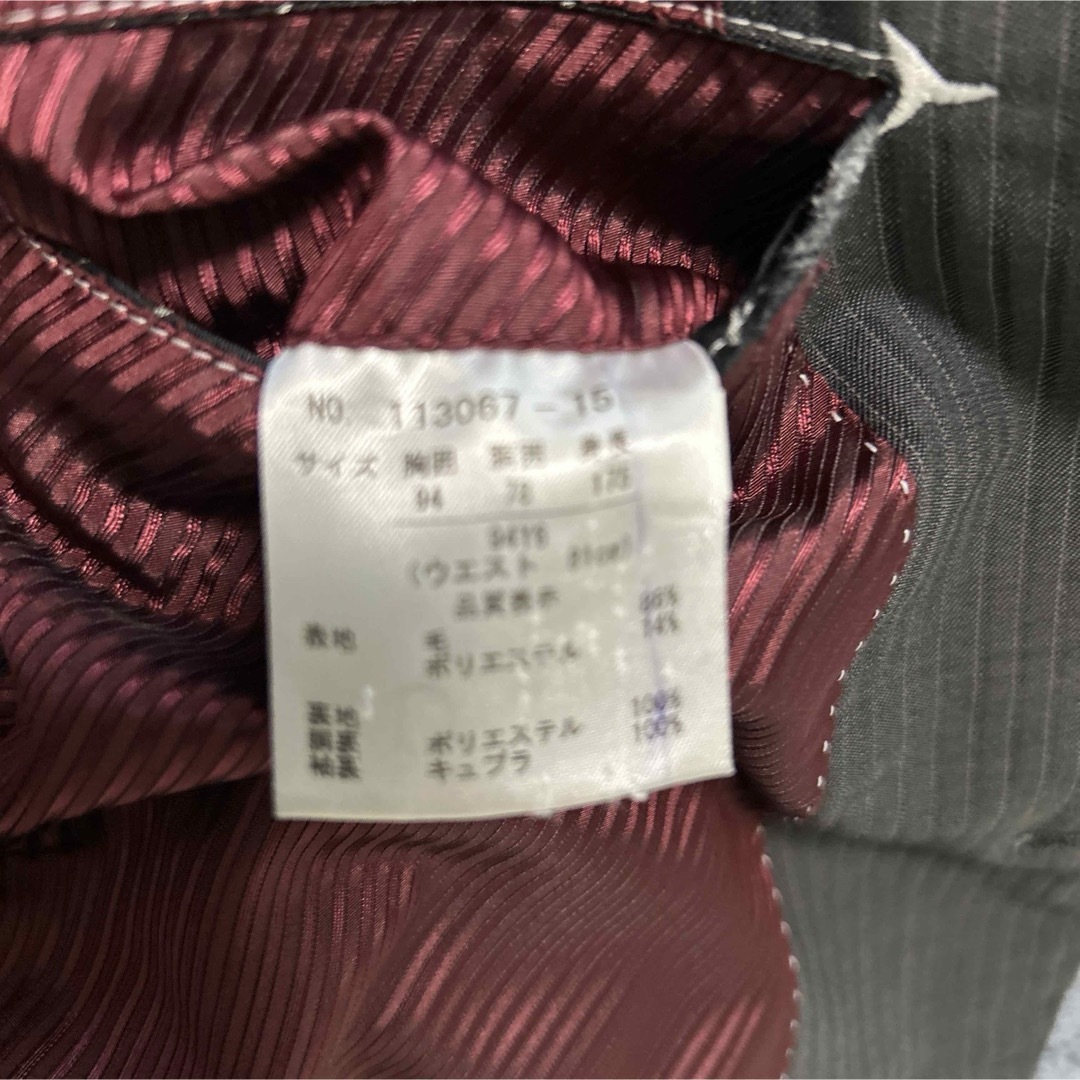 NO 113067-15
サイズ 胸囲 胴囲 身長
94 78 175
(ウエスト
品質表示
表地 毛 86%
ポリエステル 14%
裏地
胴裏 ポリエステル 100%
袖裏 キュプラ 100%